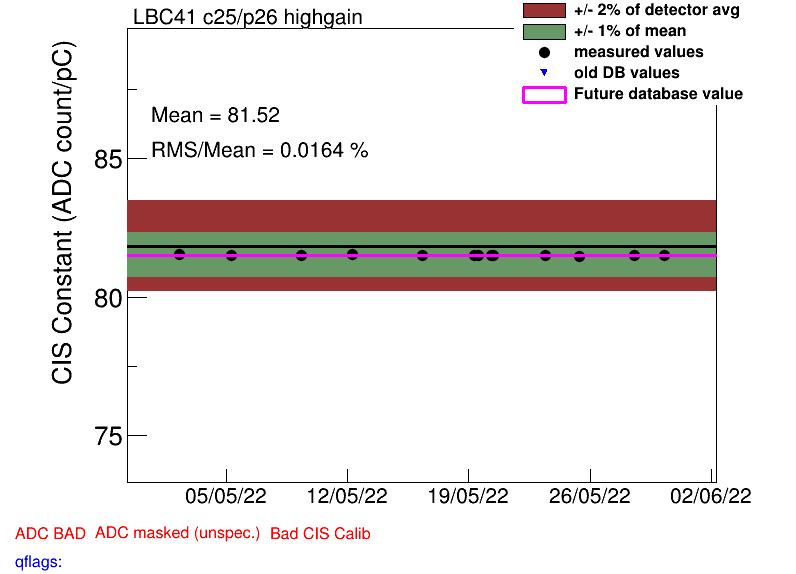 LBC41 c25/p26 highgain
+/- 2% of detector avg
+/- 1% of mean
measured values
old DB values
Future database value
Mean = 81.52
RMS/Mean = 0.0164 %
CIS Constant (ADC count/pC)
85
80
75
05/05/22 12/05/22 19/05/22 26/05/22 02/06/22
ADC BAD ADC masked (unspec.) Bad CIS Calib
qflags: